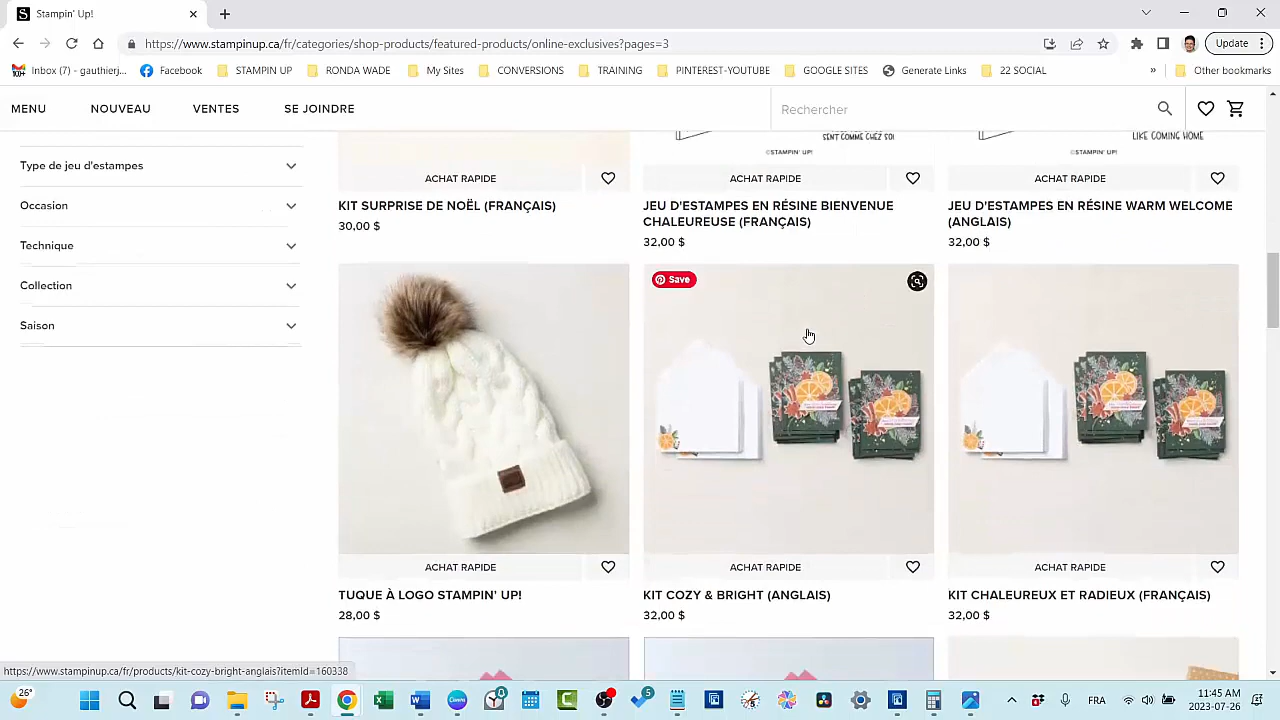 Stampin' Up!
https://www.stampinup.ca/fr/categories/shop-products/featured-products/online-exclusives?pages=3
Update
Inbox (7) - gauthierj...
Facebook
STAMPIN UP
RONDA WADE
My Sites
CONVERSIONS
TRAINING
PINTEREST-YOUTUBE
GOOGLE SITES
Generate Links
22 SOCIAL
»
Other bookmarks
MENU
NOUVEAU
VENTES
SE JOINDRE
Rechercher
SENT COMME CHEZ SOI
LIKE COMING HOME
©STAMPIN' UP!
©STAMPIN' UP!
Type de jeu d'estampes
ACHAT RAPIDE
ACHAT RAPIDE
ACHAT RAPIDE
Occasion
KIT SURPRISE DE NOËL (FRANÇAIS)
30,00 $
JEU D'ESTAMPES EN RÉSINE BIENVENUE
CHALEUREUSE (FRANÇAIS)
32,00 $
JEU D'ESTAMPES EN RÉSINE WARM WELCOME
(ANGLAIS)
32,00 $
Technique
Collection
Saison
Save
ACHAT RAPIDE
ACHAT RAPIDE
ACHAT RAPIDE
TUQUE À LOGO STAMPIN' UP!
28,00 $
KIT COZY & BRIGHT (ANGLAIS)
32,00 $
KIT CHALEUREUX ET RADIEUX (FRANÇAIS)
32,00 $
https://www.stampinup.ca/fr/products/kit-cozy-bright-anglais?itemId=160338
26°
0
5
FRA
11:45 AM
2023-07-26